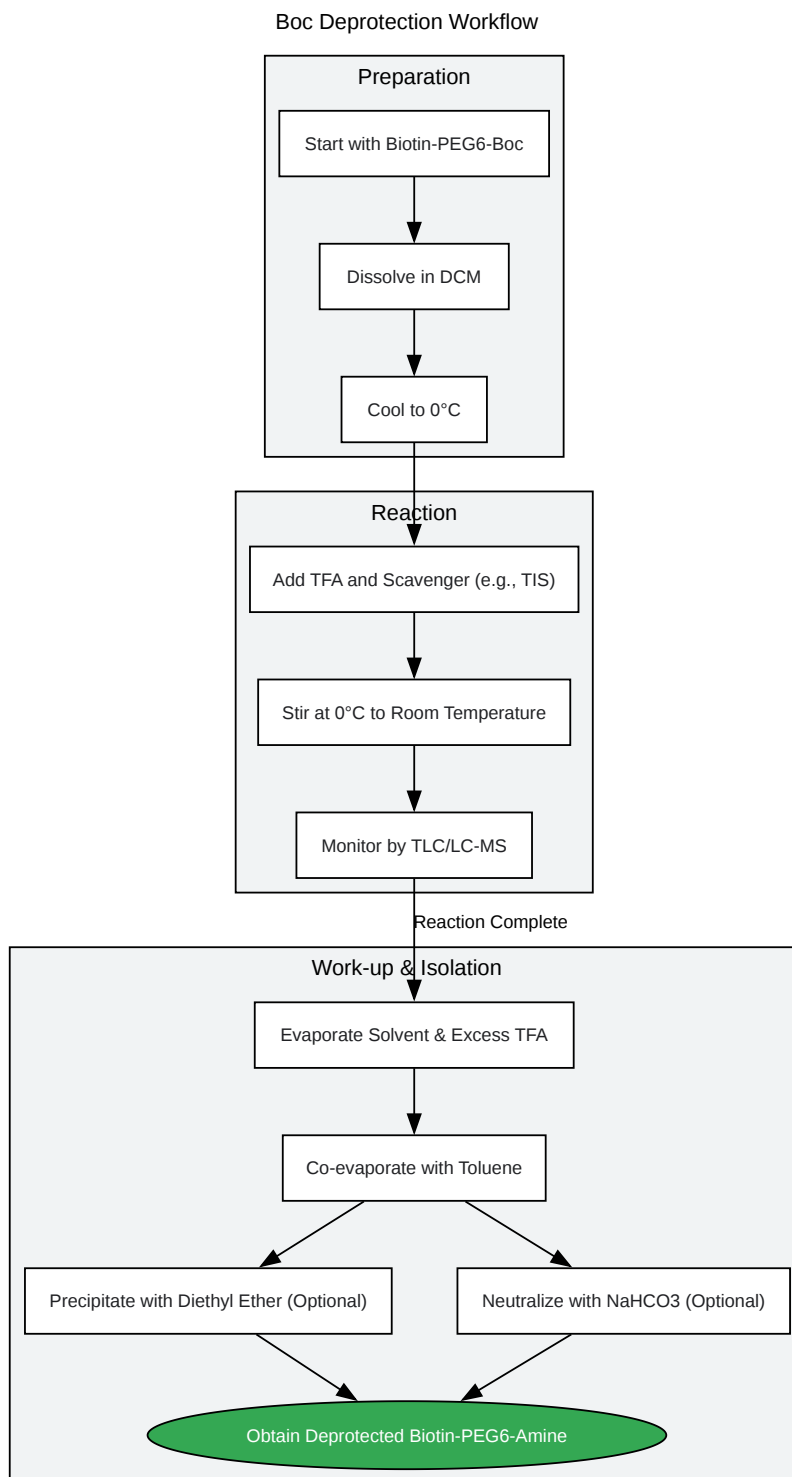 Boc Deprotection Workflow
Preparation
Start with Biotin-PEG6-Boc
Dissolve in DCM
Cool to 0°C
Reaction
Add TFA and Scavenger (e.g., TIS)
Stir at 0°C to Room Temperature
Monitor by TLC/LC-MS
Reaction Complete
Work-up & Isolation
Evaporate Solvent & Excess TFA
Co-evaporate with Toluene
Precipitate with Diethyl Ether (Optional)
Neutralize with NaHCO3 (Optional)
Obtain Deprotected Biotin-PEG6-Amine